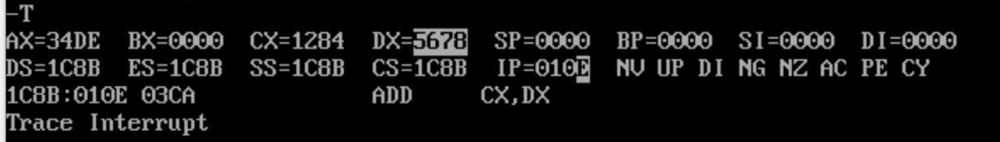 -T
AX=34DE  BX=0000  CX=1284  DX=5678  SP=0000  BP=0000  SI=0000  DI=0000
DS=1C8B  ES=1C8B  SS=1C8B  CS=1C8B  IP=010E  NV UP DI NG NZ AC PE CY
1C8B:010E 03CA          ADD     CX,DX
Trace Interrupt